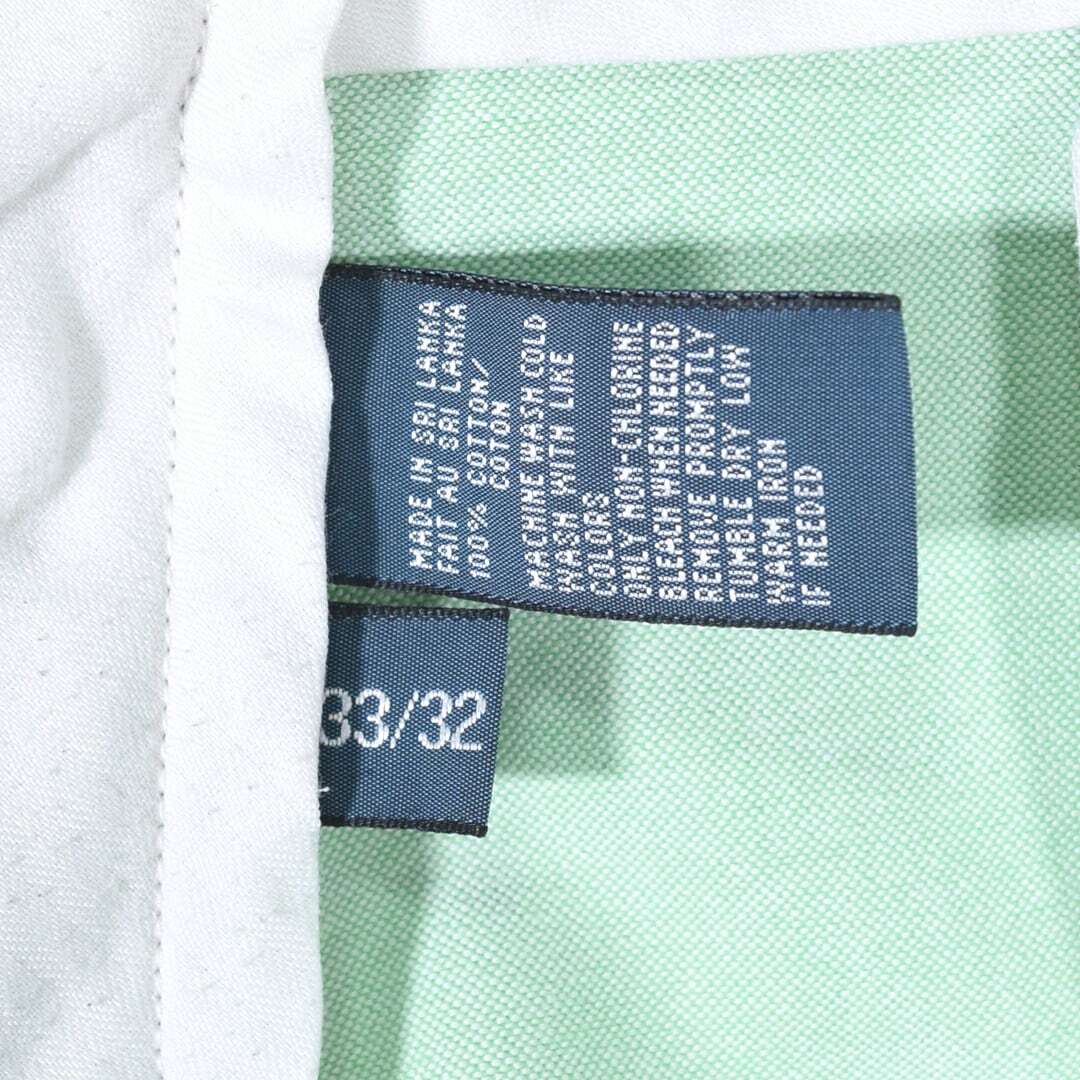 MADE IN SRI LANKA
FAIT AU SRI LANKA
100% COTTON/
COTON
MACHINE WASH COLD
WASH WITH LIKE
COLORS
ONLY NON-CHLORINE
BLEACH WHEN NEEDED
REMOVE PROMPTLY
TUMBLE DRY LOW
WARM IRON
IF NEEDED
33/32